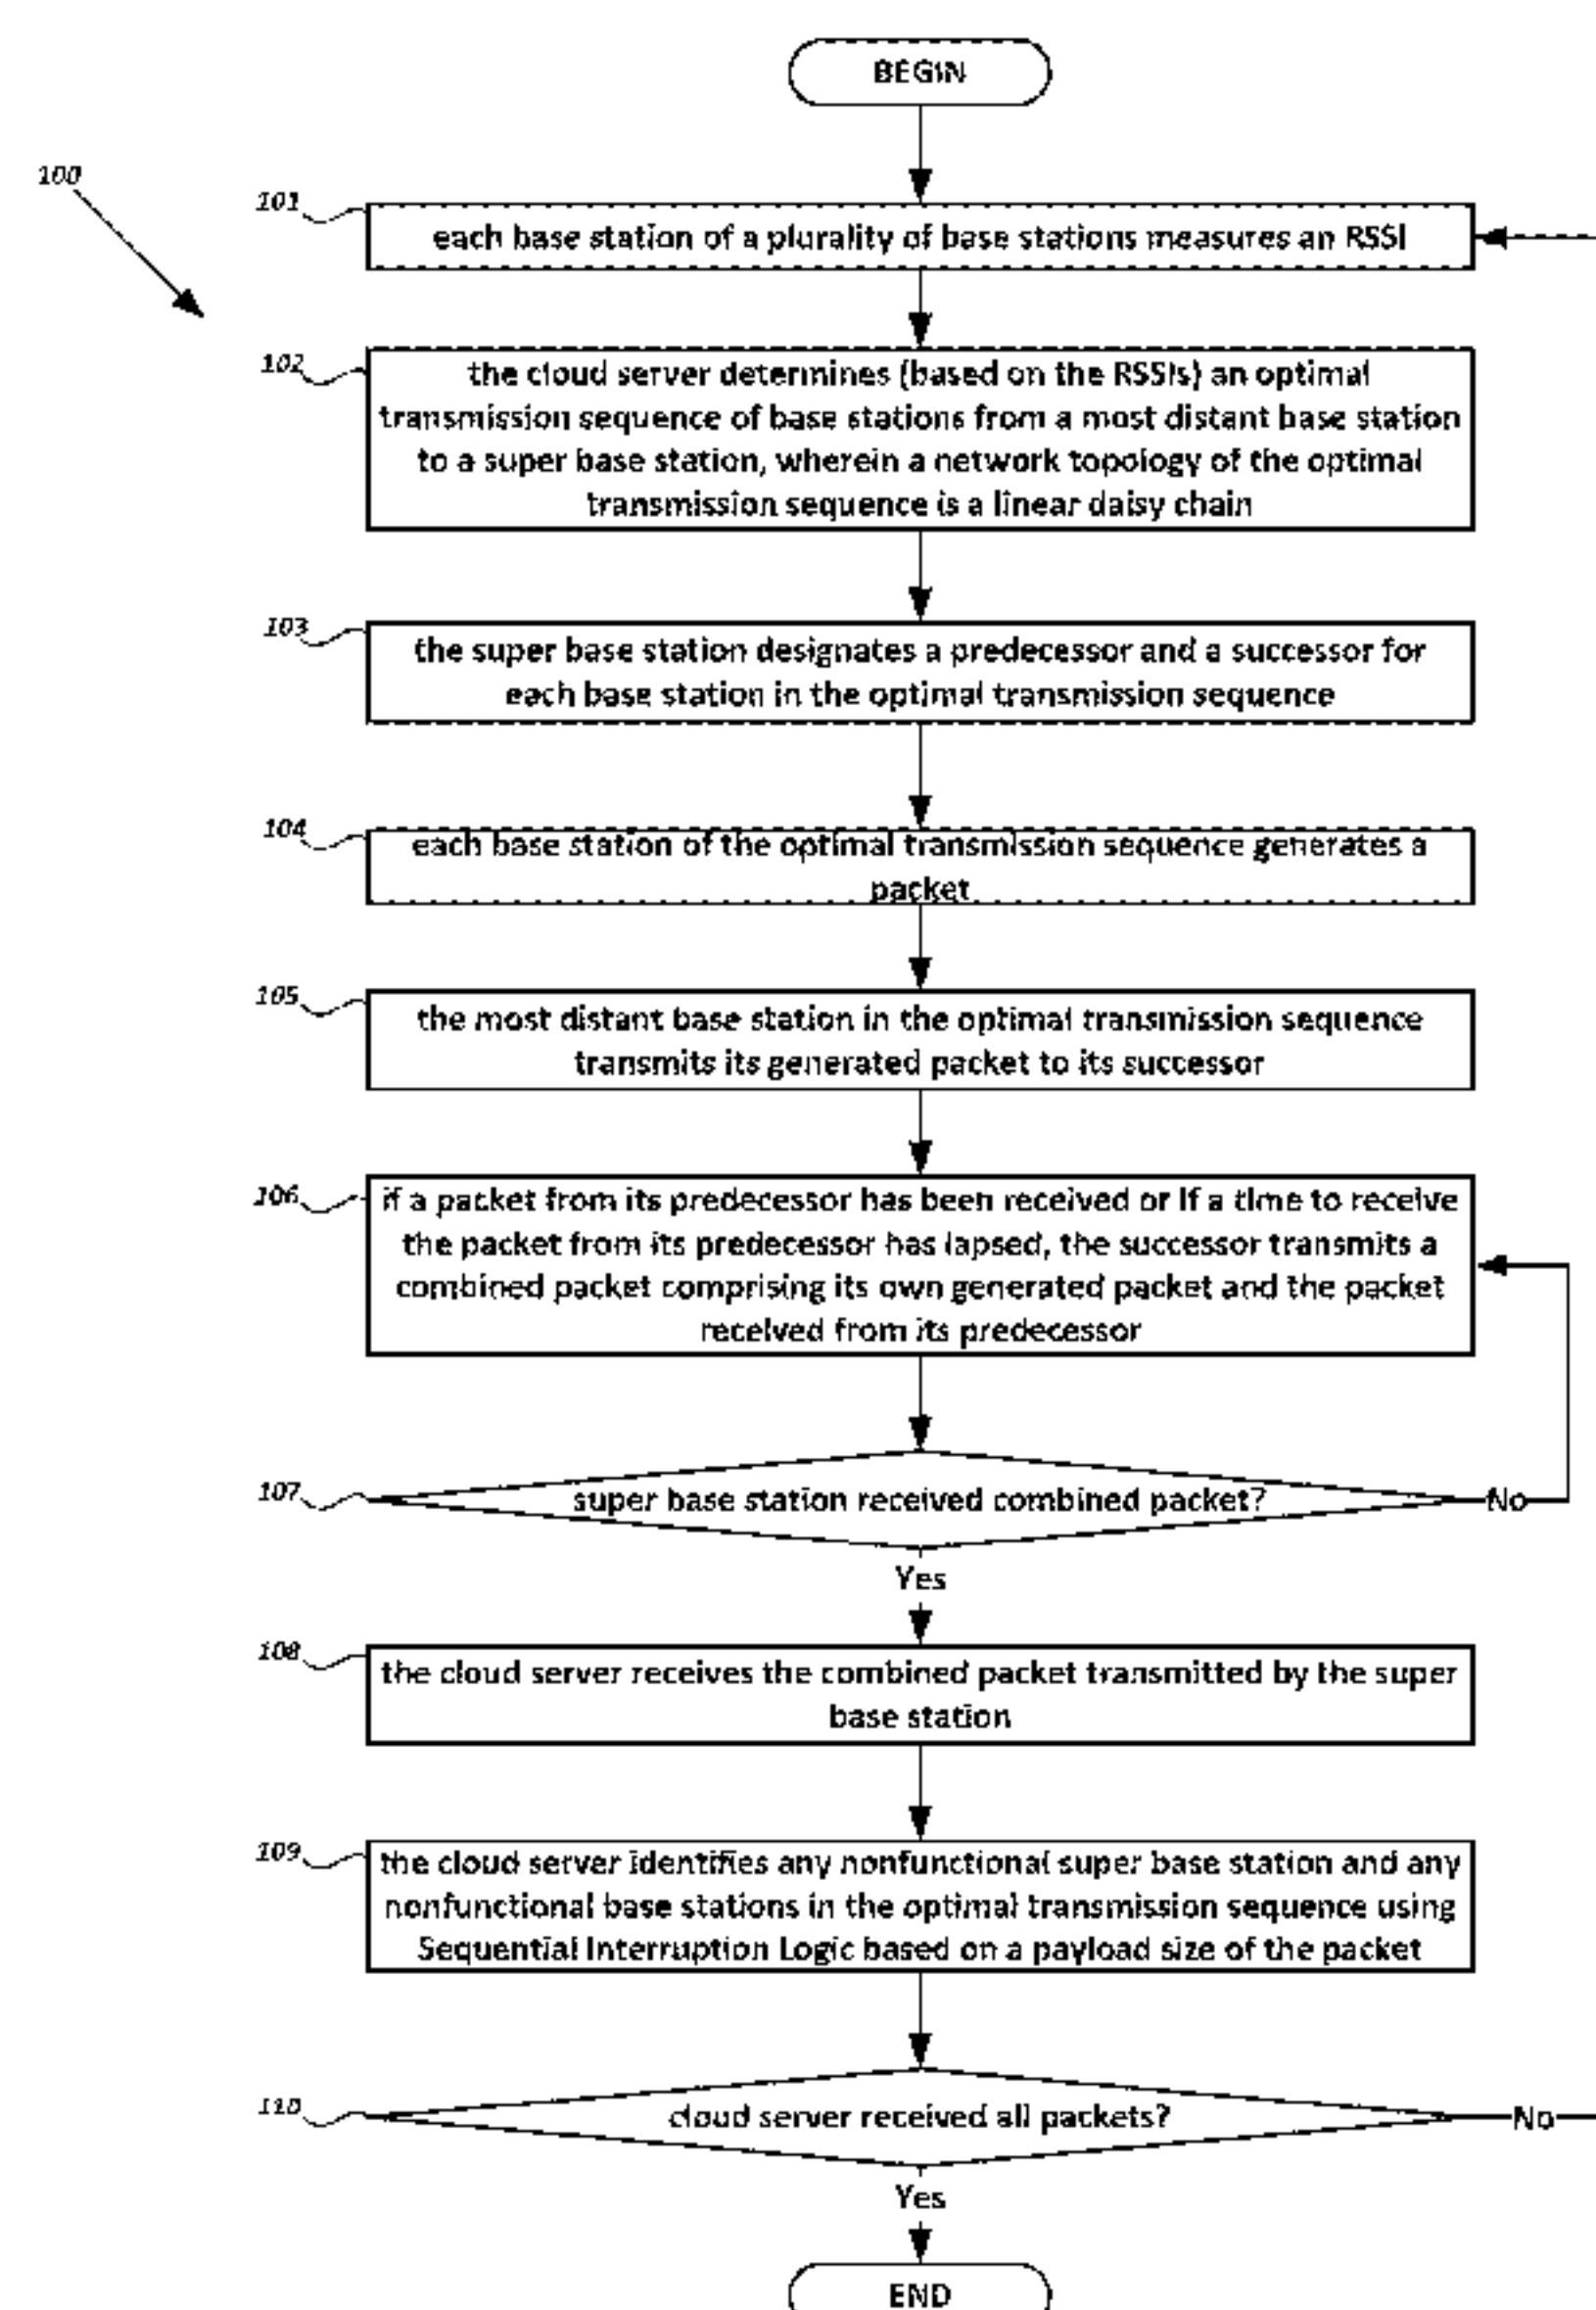 BEGIN
100
101
each base station of a plurality of base stations measures an RSSI
102
the cloud server determines (based on the RSSIs) an optimal
transmission sequence of base stations from a most distant base station
to a super base station, wherein a network topology of the optimal
transmission sequence is a linear daisy chain
103
the super base station designates a predecessor and a successor for
each base station in the optimal transmission sequence
104
each base station of the optimal transmission sequence generates a
packet
105
the most distant base station in the optimal transmission sequence
transmits its generated packet to its successor
106
if a packet from its predecessor has been received or if a time to receive
the packet from its predecessor has lapsed, the successor transmits a
combined packet comprising its own generated packet and the packet
received from its predecessor
107
super base station received combined packet?
No
Yes
108
the cloud server receives the combined packet transmitted by the super
base station
109
the cloud server identifies any nonfunctional super base station and any
nonfunctional base stations in the optimal transmission sequence using
Sequential Interruption Logic based on a payload size of the packet
110
cloud server received all packets?
No
Yes
END